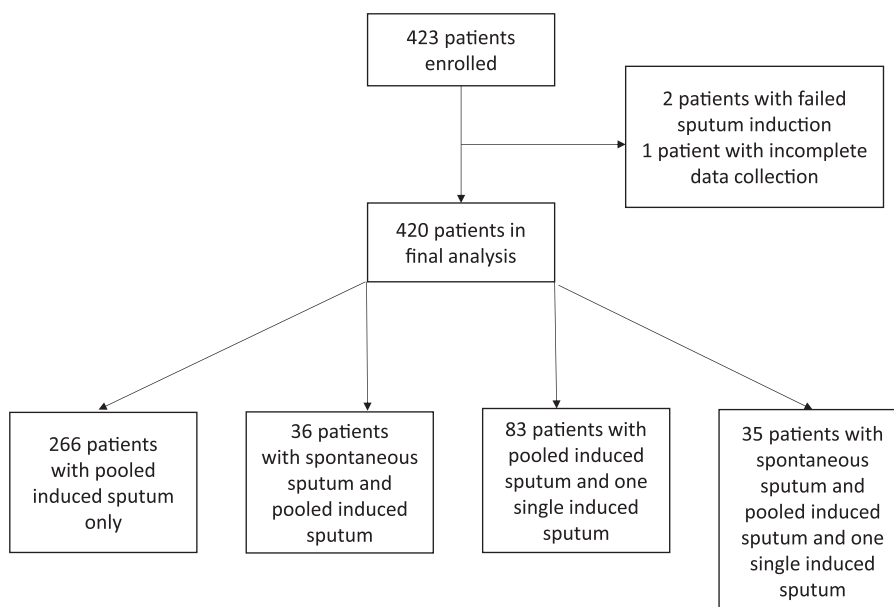 423 patients
enrolled
2 patients with failed
sputum induction
1 patient with incomplete
data collection
420 patients in
final analysis
266 patients
with pooled
induced sputum
only
36 patients
with spontaneous
sputum and
pooled induced
sputum
83 patients with
pooled induced
sputum and one
single induced
sputum
35 patients with
spontaneous
sputum and
pooled induced
sputum and one
single induced
sputum